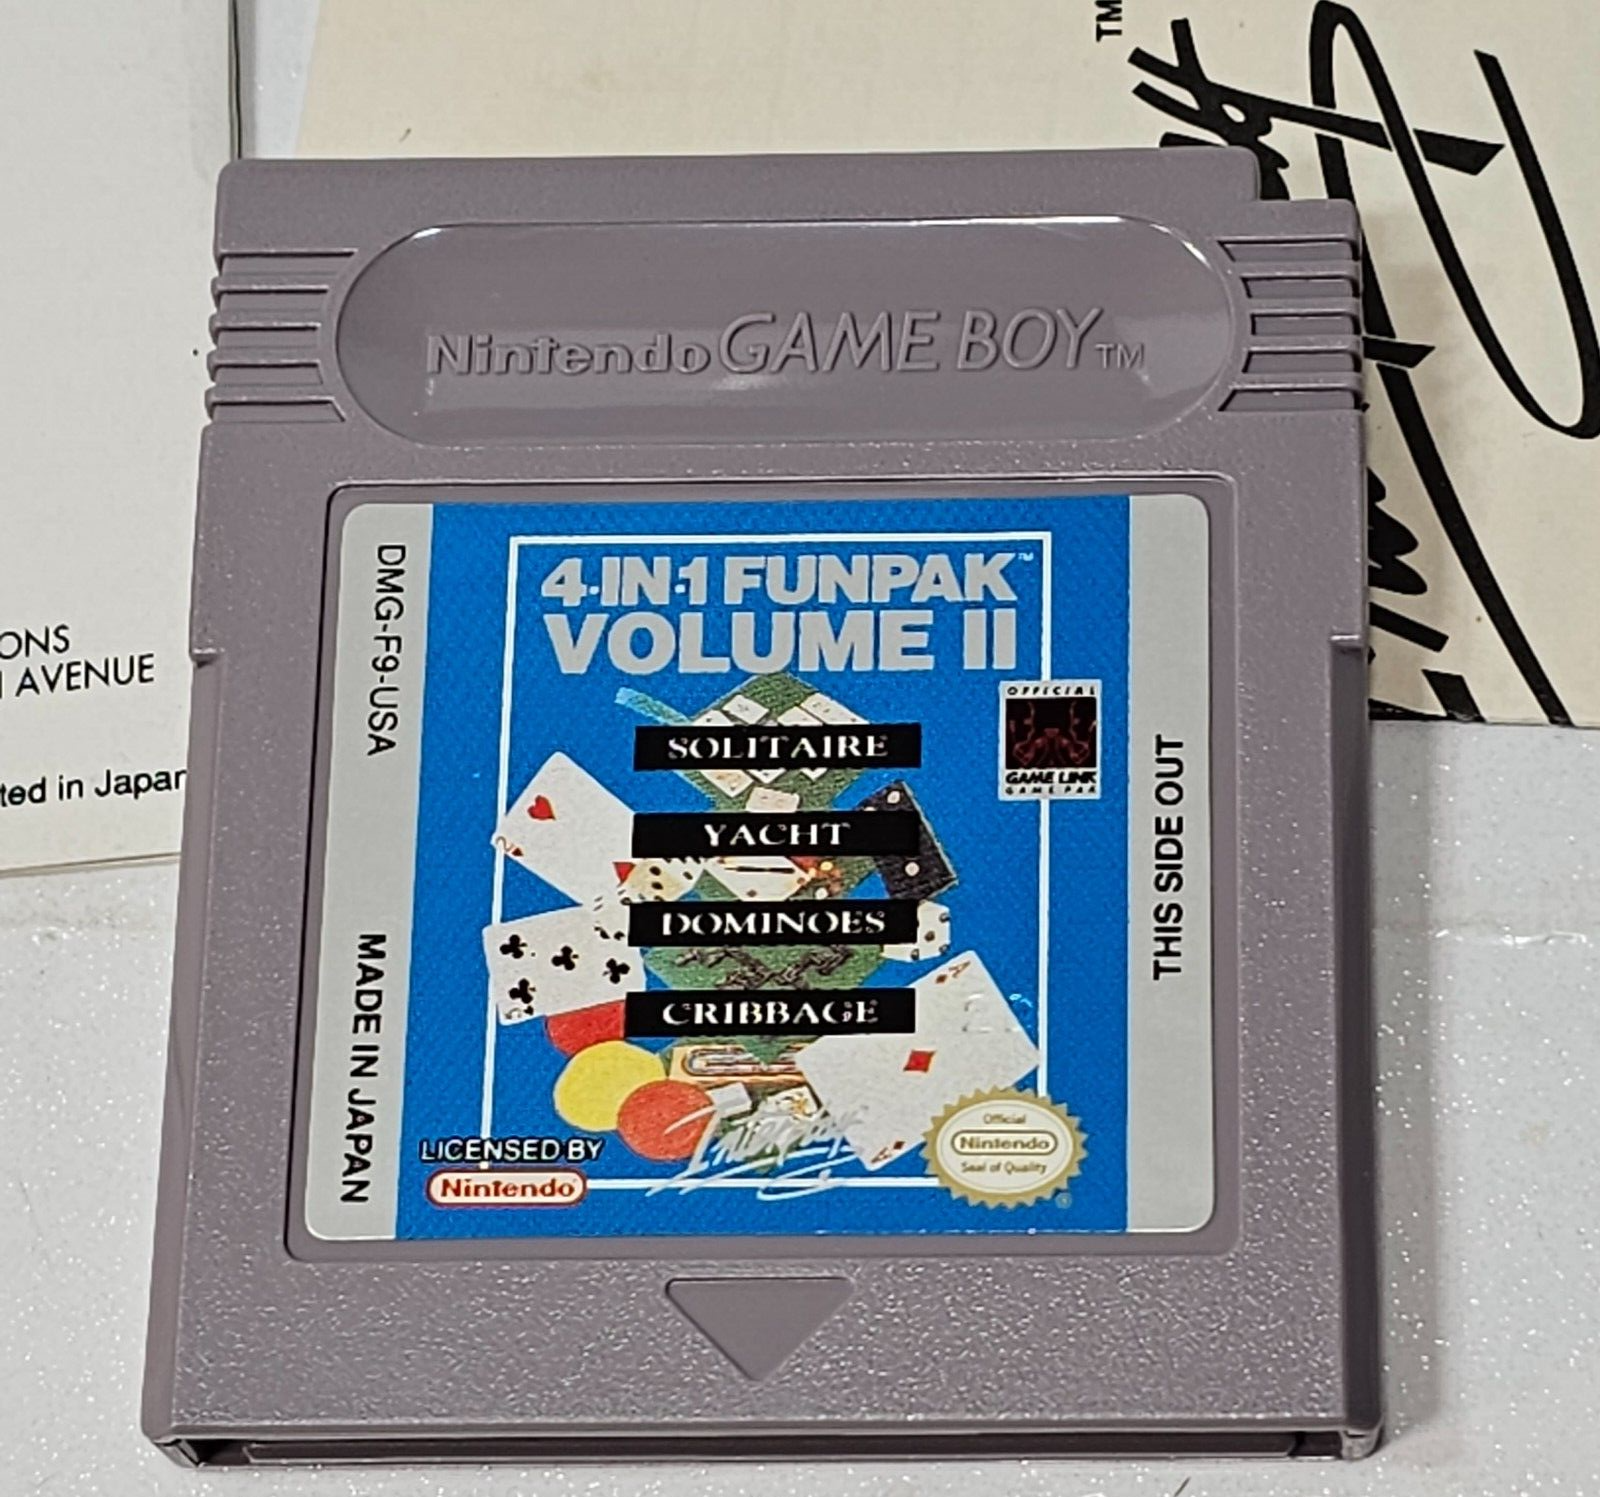 TM
Nintendo GAME BOY TM
4-IN-1 FUNPAK™
VOLUME II
OFFICIAL
GAME LINK
GAME PAK
SOLITAIRE
YACHT
DOMINOES
CRIBBAGE
LICENSED BY
Nintendo®
Interplay
Official
Nintendo
Seal of Quality
®
DMG-F9-USA
MADE IN JAPAN
THIS SIDE OUT
ONS
AVENUE
ted in Japan